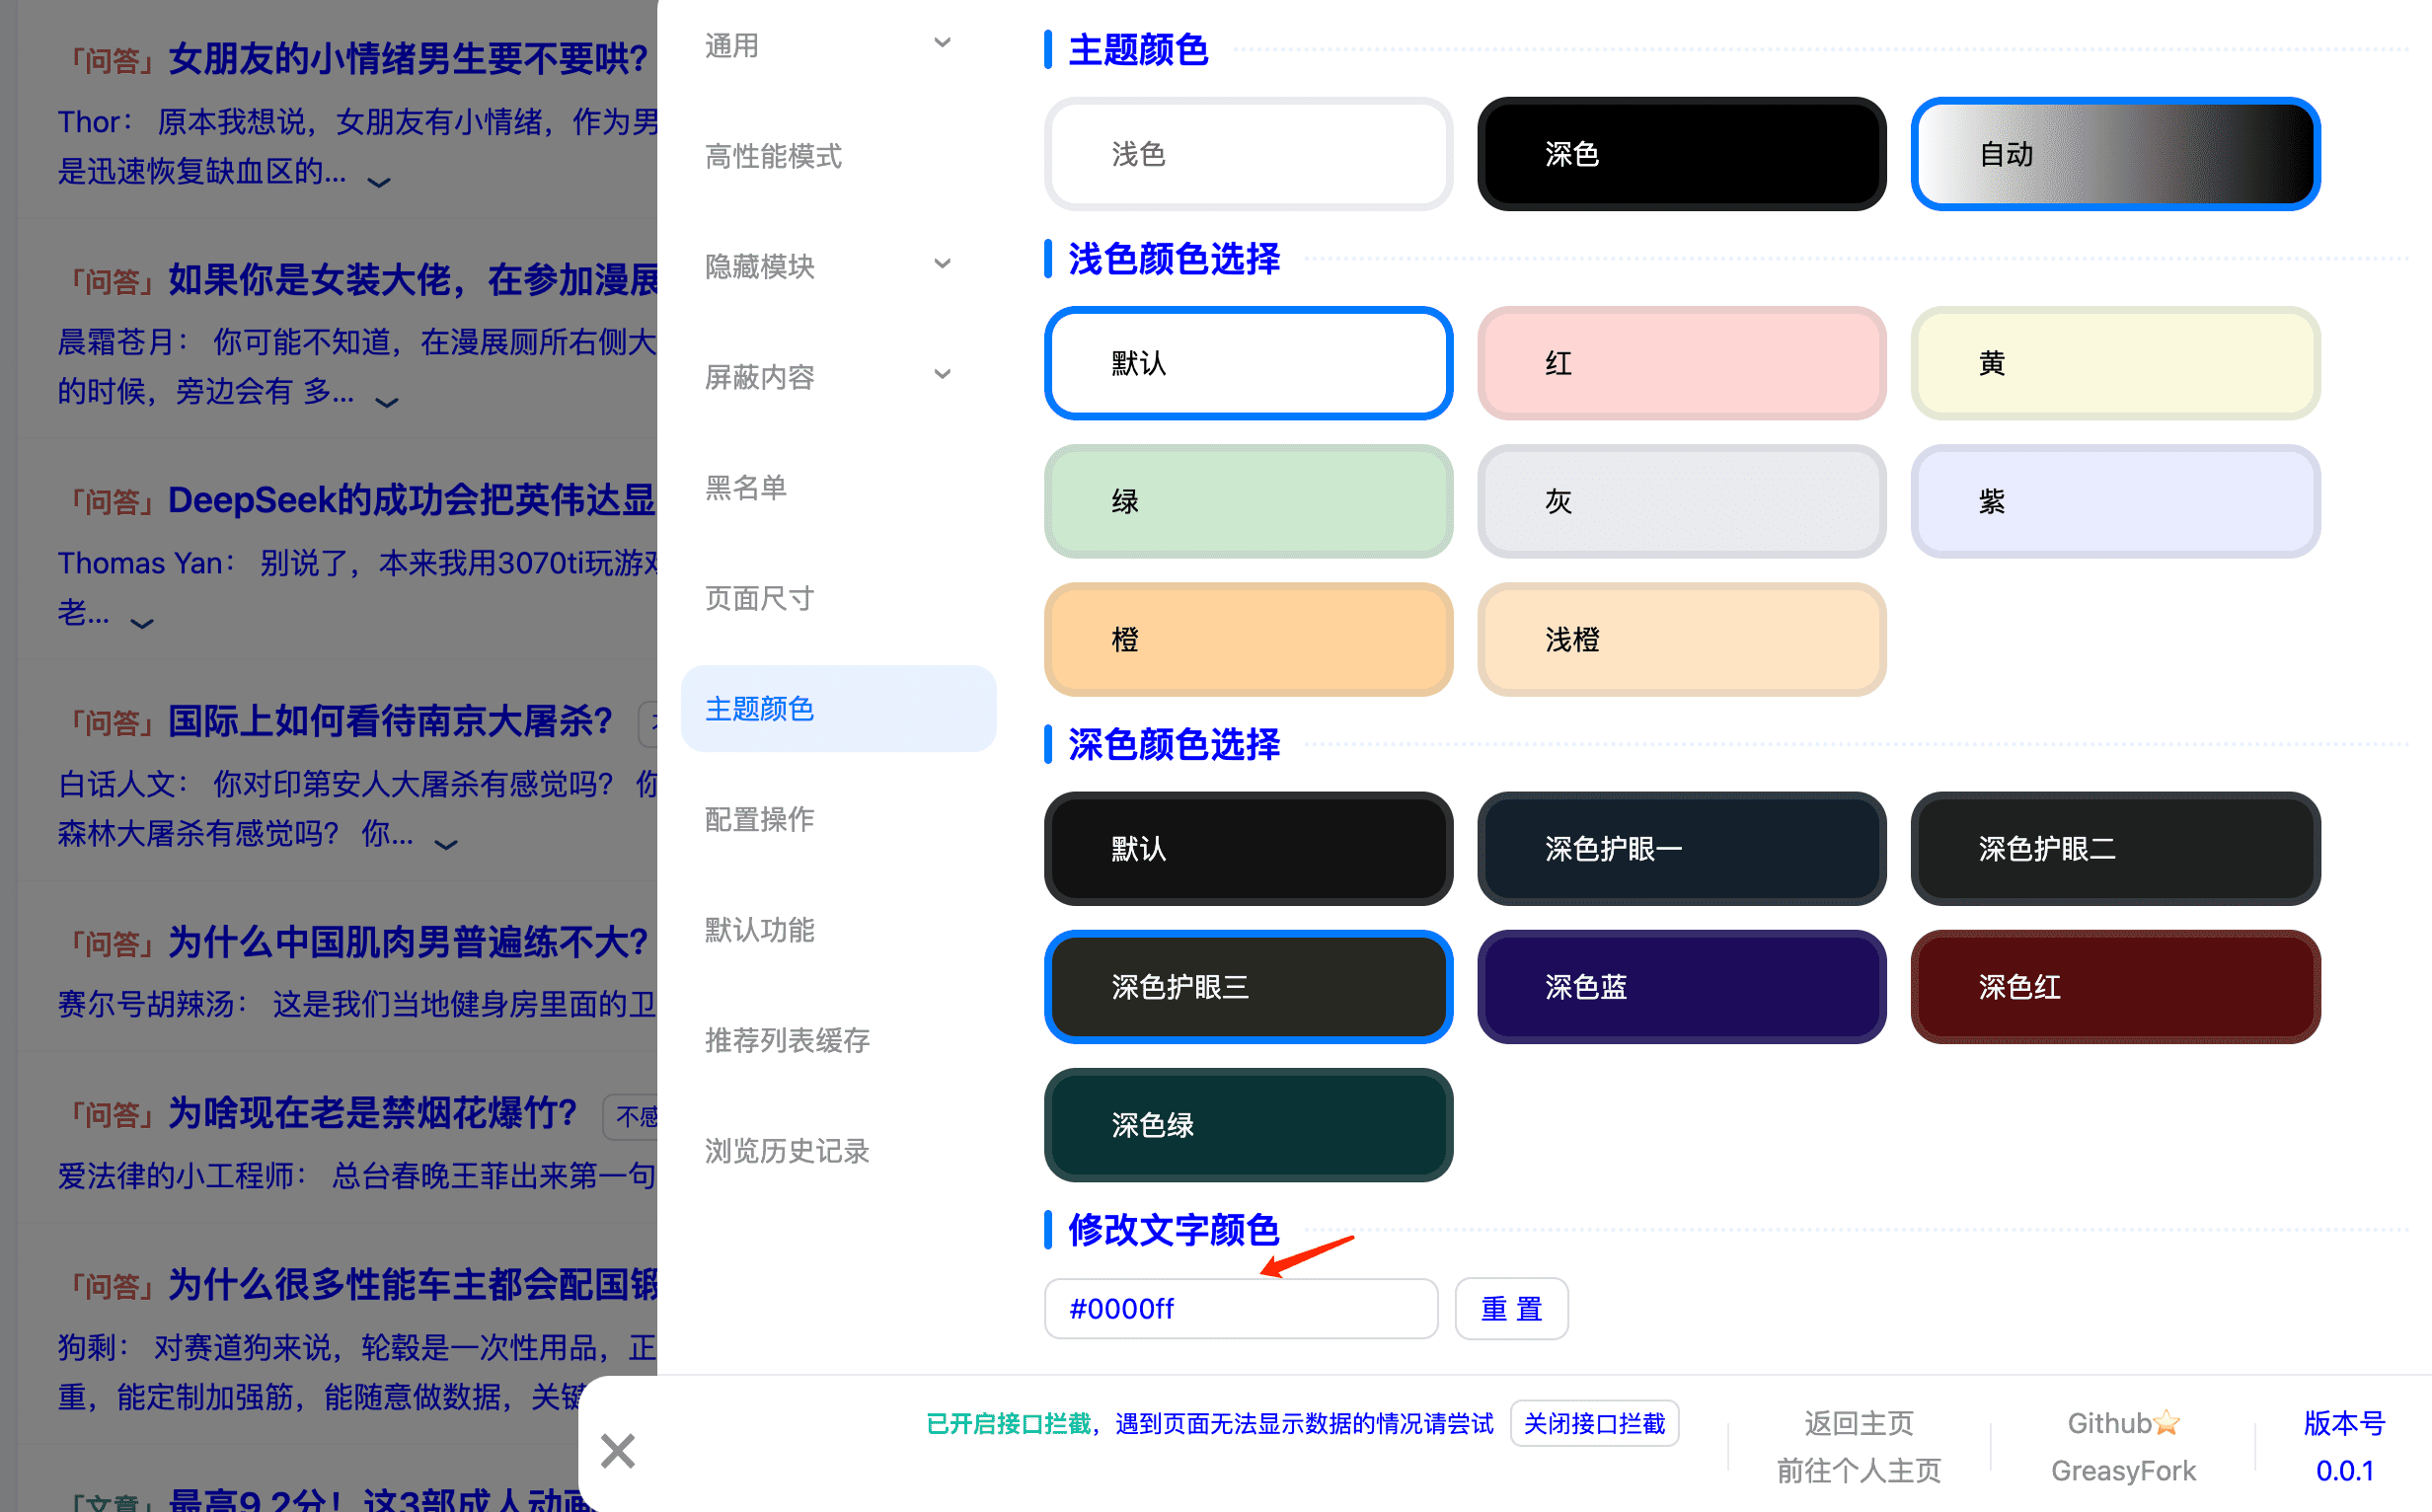 「问答」女朋友的小情绪男生要不要哄?
Thor： 原本我想说，女朋友有小情绪，作为男
是迅速恢复缺血区的...
「问答」如果你是女装大佬，在参加漫展
晨霜苍月： 你可能不知道，在漫展厕所右侧大
的时候，旁边会有 多...
「问答」DeepSeek的成功会把英伟达显
Thomas Yan： 别说了，本来我用3070ti玩游戏
老...
「问答」国际上如何看待南京大屠杀?
白话人文： 你对印第安人大屠杀有感觉吗? 你
森林大屠杀有感觉吗? 你...
「问答」为什么中国肌肉男普遍练不大?
赛尔号胡辣汤： 这是我们当地健身房里面的卫
「问答」为啥现在老是禁烟花爆竹? 不感
爱法律的小工程师： 总台春晚王菲出来第一句
「问答」为什么很多性能车主都会配国锻
狗剩： 对赛道狗来说，轮毂是一次性用品，正
重，能定制加强筋，能随意做数据，关键
「文章」最高9.2分！这3部成人动画
通用
高性能模式
隐藏模块
屏蔽内容
黑名单
页面尺寸
主题颜色
配置操作
默认功能
推荐列表缓存
浏览历史记录
主题颜色
浅色 深色 自动
浅色颜色选择
默认 红 黄
绿 灰 紫
橙 浅橙
深色颜色选择
默认 深色护眼一 深色护眼二
深色护眼三 深色蓝 深色红
深色绿
修改文字颜色
#0000ff 重 置
已开启接口拦截，遇到页面无法显示数据的情况请尝试 关闭接口拦截
返回主页
前往个人主页
Github⭐
GreasyFork
版本号
0.0.1